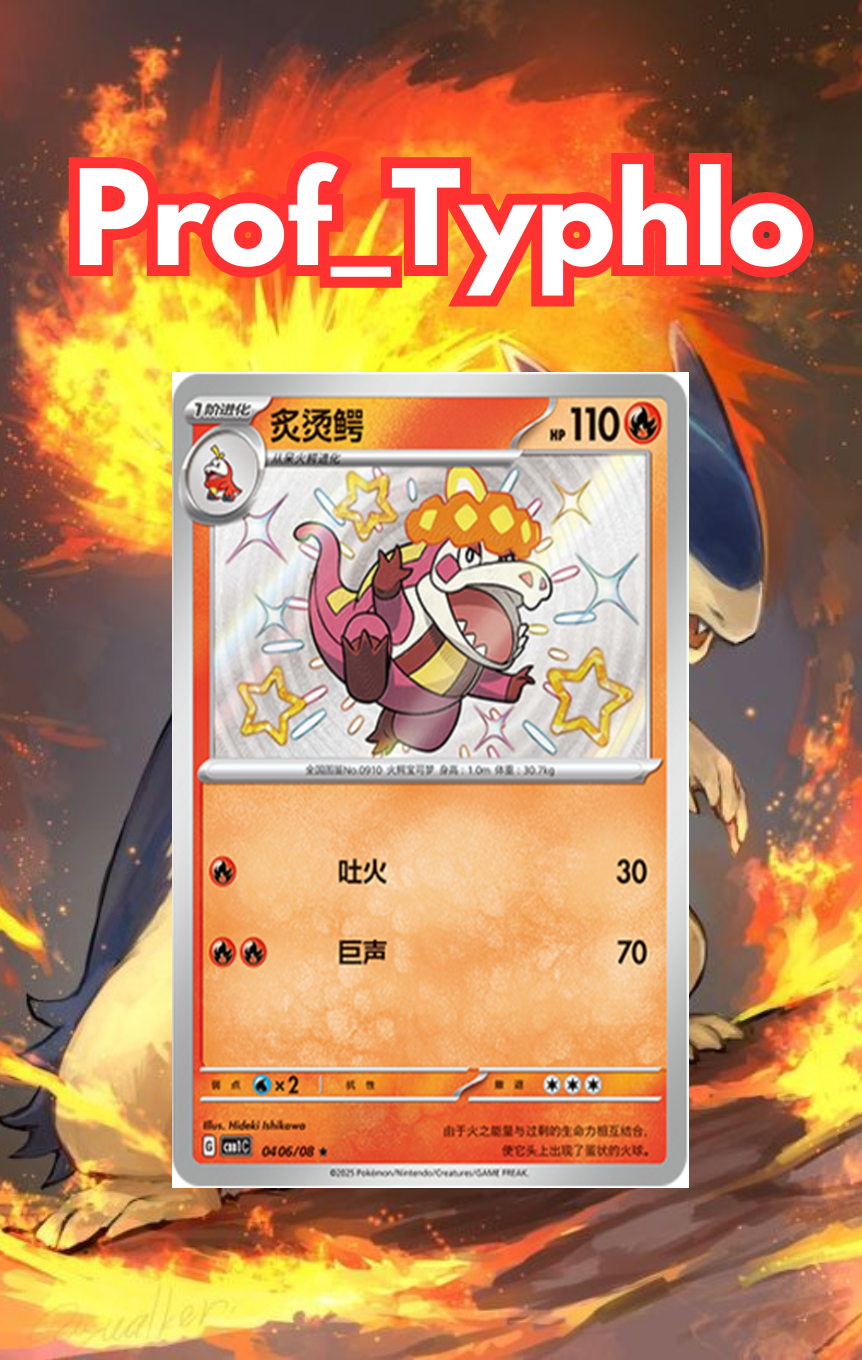 Prof_Typhlo
1阶进化
炙烫鳄
HP 110
从呆火鳄进化
全国图鉴No.0910 火鳄宝可梦 身高：1.0m 体重：30.7kg
吐火 30
巨声 70
弱点 ×2 抗性 撤退
Illus. Hideki Ishikawa
由于火之能量与过剩的生命力相互结合，
使它头上出现了蛋状的火球。
G CBB1C 0406/08 ★
©2025 Pokémon/Nintendo/Creatures/GAME FREAK.